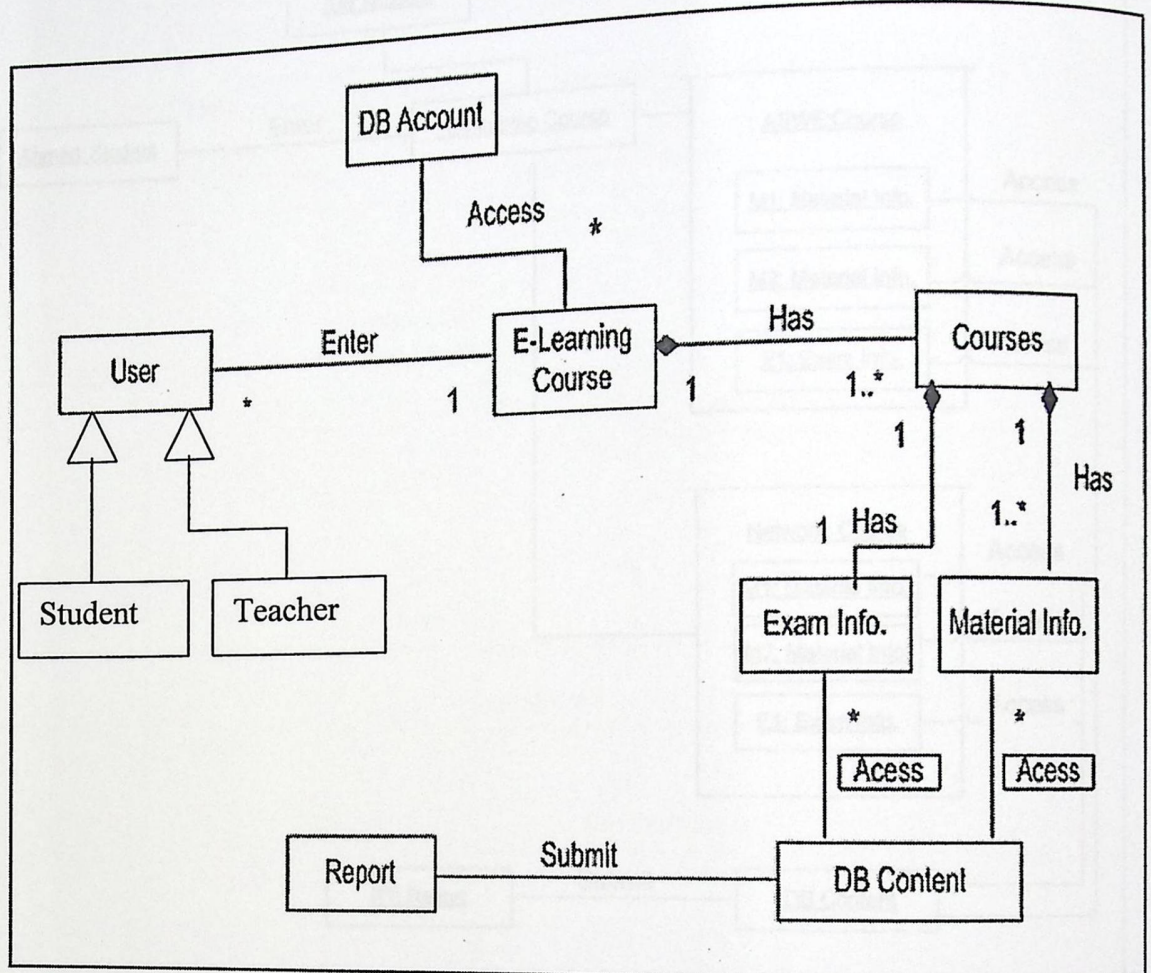 DB Account
Access
*
User
Enter
*
1
E-Learning
Course
1
Has
1..*
Courses
1
1
Has
1..*
1
Has
Student
Teacher
Exam Info.
Material Info.
*
*
Acess
Acess
Report
Submit
DB Content